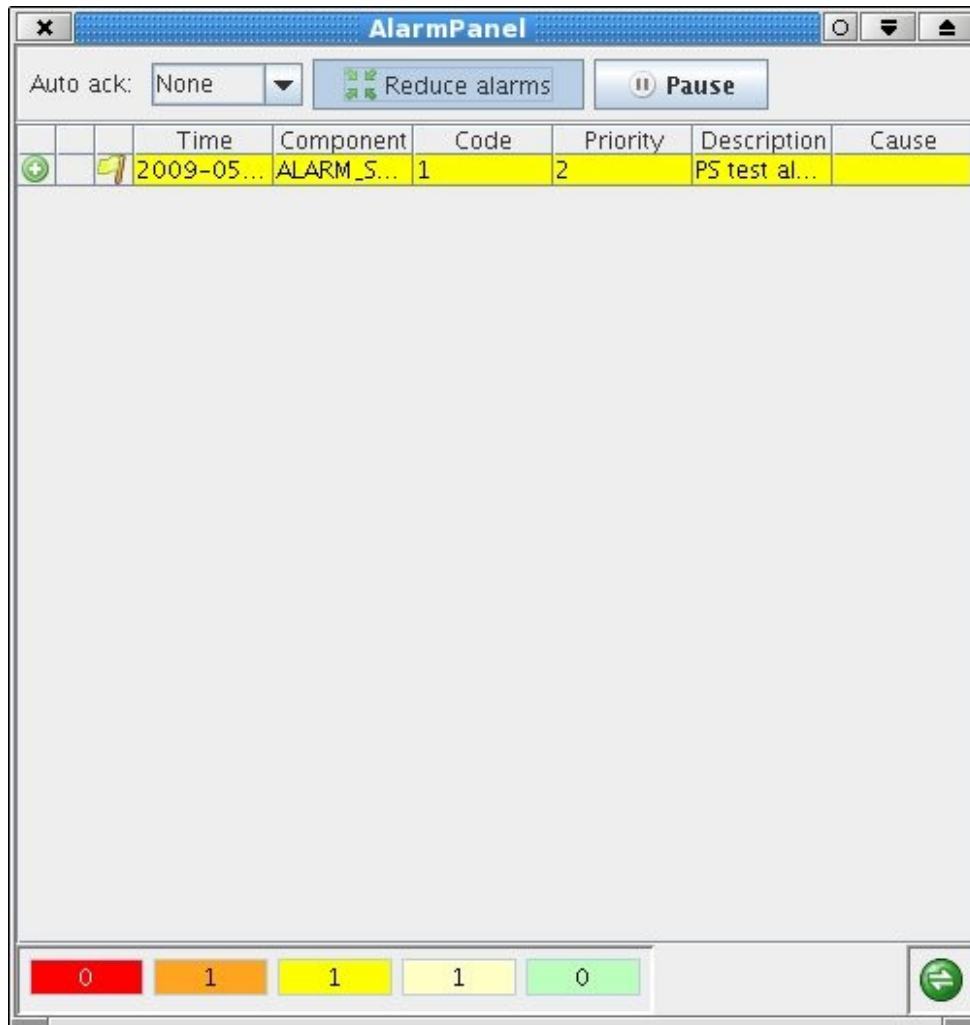 AlarmPanel
Auto ack: None Reduce alarms Pause
Time Component Code Priority Description Cause
2009-05... ALARM_S... 1 2 PS test al...
0 1 1 1 0